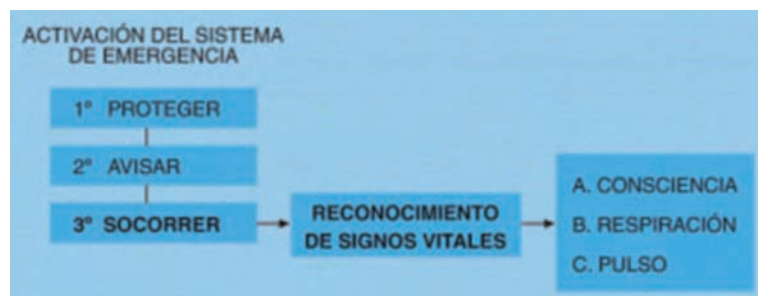 ACTIVACIÓN DEL SISTEMA
DE EMERGENCIA
1º PROTEGER
2º AVISAR
3º SOCORRER
RECONOCIMIENTO
DE SIGNOS VITALES
A. CONSCIENCIA
B. RESPIRACIÓN
C. PULSO